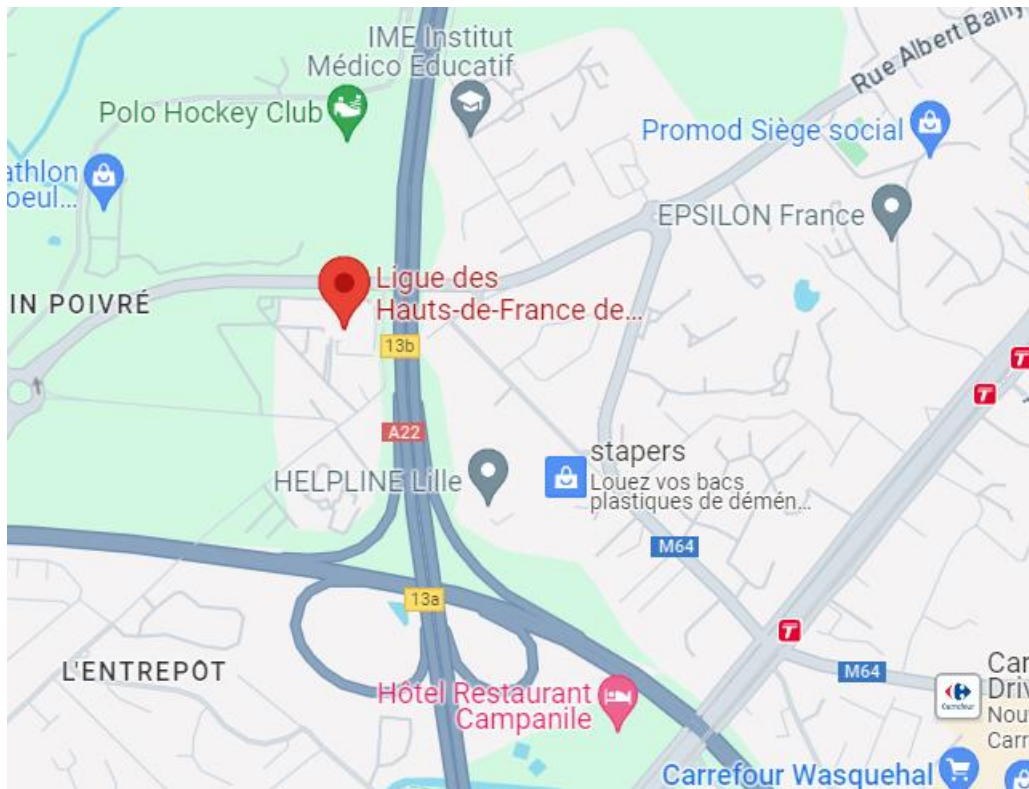 IME Institut
Médico Educatif
Rue Albert Bailly
Polo Hockey Club
Promod Siège social
athlon
oeul...
EPSILON France
Ligue des
Hauts-de-France de...
IN POIVRÉ
13b
T
T
A22
stapers
Louez vos bacs
plastiques de démén...
HELPLINE Lille
M64
13a
T
L'ENTREPÔT
M64
Car
Driv
Nou
Carr
Carrefour
Hôtel Restaurant
Campanile
Carrefour Wasquehal